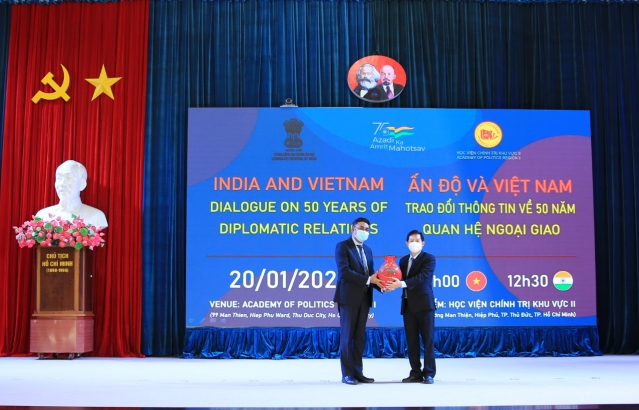 75
Azadi Ka
Amrit Mahotsav
HỌC VIỆN CHÍNH TRỊ KHU VỰC II
ACADEMY OF POLITICS REGION II
INDIA AND VIETNAM
DIALOGUE ON 50 YEARS OF
DIPLOMATIC RELATIONS
20/01/202
VENUE: ACADEMY OF POLITICS
(99 Man Thien, Hiep Phu Ward, Thu Duc City, Ho
ẤN ĐỘ VÀ VIỆT NAM
TRAO ĐỔI THÔNG TIN VỀ 50 NĂM
QUAN HỆ NGOẠI GIAO
h00
12h30
HỌC VIỆN CHÍNH TRỊ KHU VỰC II
Man Thiện, Hiệp Phú, TP. Thủ Đức, TP. Hồ Chí Minh)
CHỦ TỊCH
HỒ CHÍ MINH